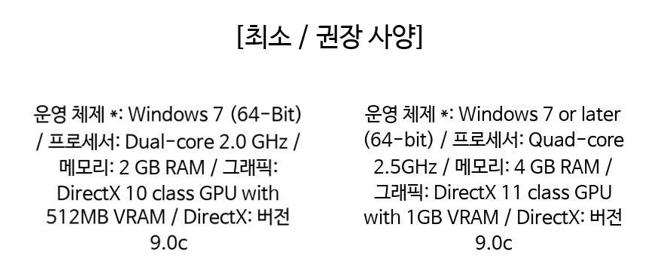 [최소 / 권장 사양]
운영 체제 *: Windows 7 (64-Bit)
/ 프로세서: Dual-core 2.0 GHz /
메모리: 2 GB RAM / 그래픽:
DirectX 10 class GPU with
512MB VRAM / DirectX: 버전
9.0c
운영 체제 *: Windows 7 or later
(64-bit) / 프로세서: Quad-core
2.5GHz / 메모리: 4 GB RAM /
그래픽: DirectX 11 class GPU
with 1GB VRAM / DirectX: 버전
9.0c